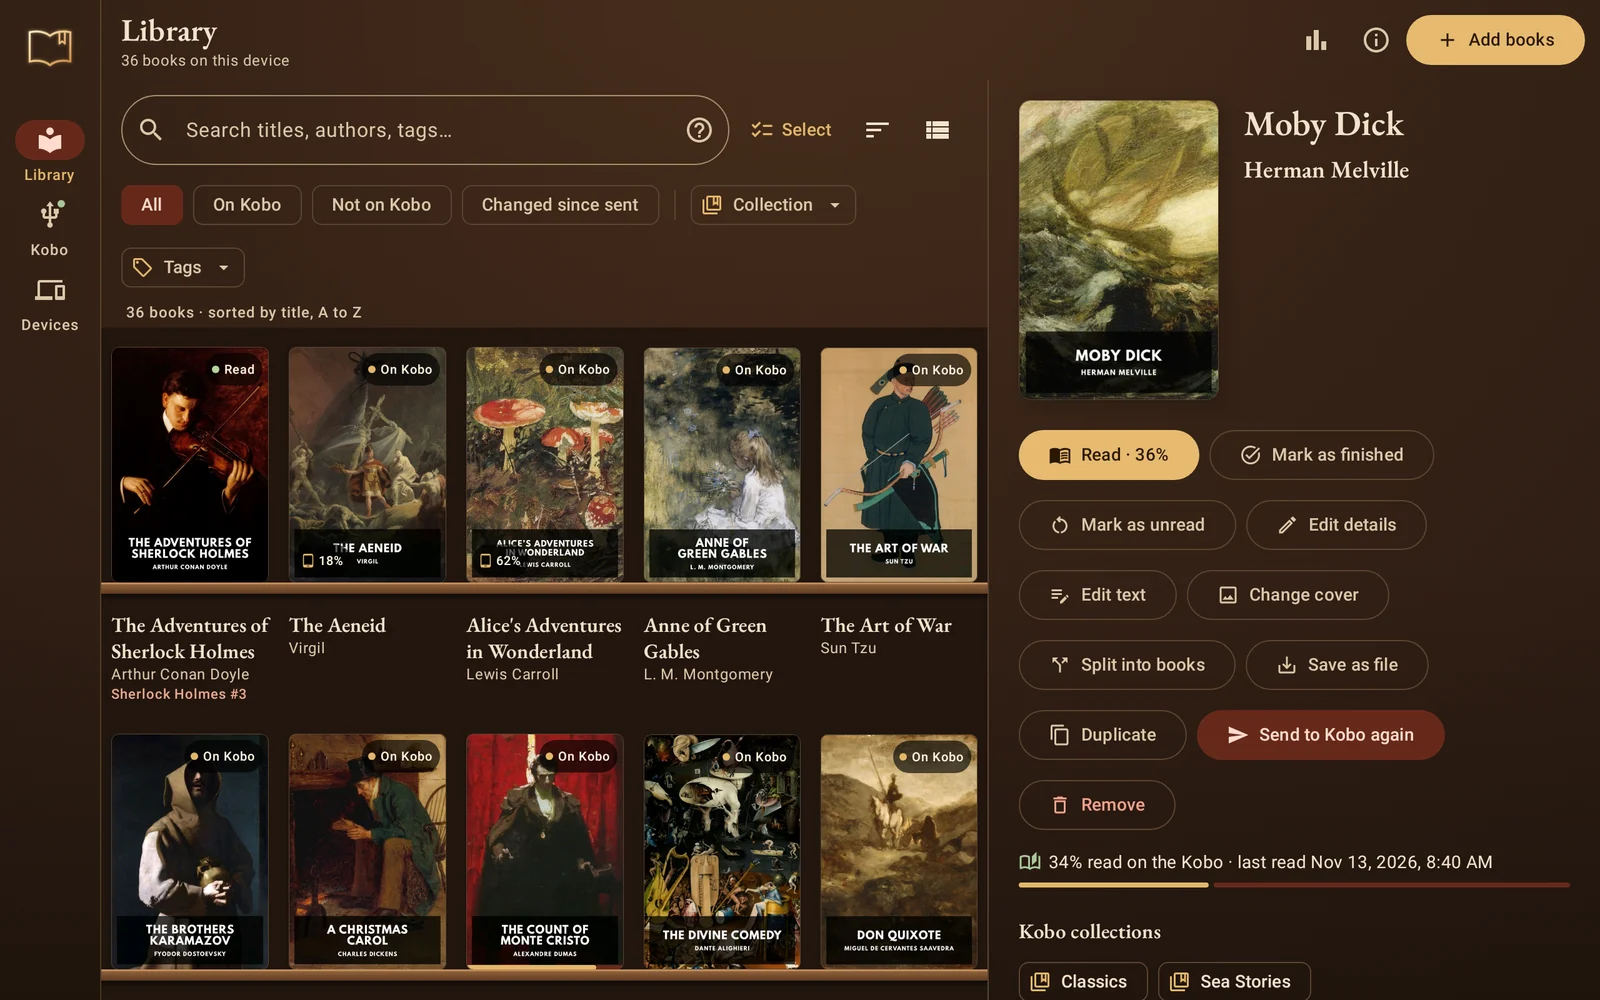 Library
36 books on this device
Add books
Library
Kobo
Devices
Search titles, authors, tags…
Select
All
On Kobo
Not on Kobo
Changed since sent
Collection
Tags
36 books · sorted by title, A to Z
Read
THE ADVENTURES OF
SHERLOCK HOLMES
ARTHUR CONAN DOYLE
On Kobo
THE AENEID
VIRGIL
18%
On Kobo
ALICE'S ADVENTURES
IN WONDERLAND
LEWIS CARROLL
62%
On Kobo
ANNE OF
GREEN GABLES
L. M. MONTGOMERY
On Kobo
THE ART OF WAR
SUN TZU
The Adventures of
Sherlock Holmes
Arthur Conan Doyle
Sherlock Holmes #3
The Aeneid
Virgil
Alice's Adventures
in Wonderland
Lewis Carroll
Anne of Green
Gables
L. M. Montgomery
The Art of War
Sun Tzu
On Kobo
THE BROTHERS
KARAMAZOV
FYODOR DOSTOEVSKY
On Kobo
A CHRISTMAS
CAROL
CHARLES DICKENS
On Kobo
THE COUNT OF
MONTE CRISTO
ALEXANDRE DUMAS
On Kobo
THE DIVINE COMEDY
DANTE ALIGHIERI
On Kobo
DON QUIXOTE
MIGUEL DE CERVANTES SAAVEDRA
MOBY DICK
HERMAN MELVILLE
Moby Dick
Herman Melville
Read · 36%
Mark as finished
Mark as unread
Edit details
Edit text
Change cover
Split into books
Save as file
Duplicate
Send to Kobo again
Remove
34% read on the Kobo · last read Nov 13, 2026, 8:40 AM
Kobo collections
Classics
Sea Stories